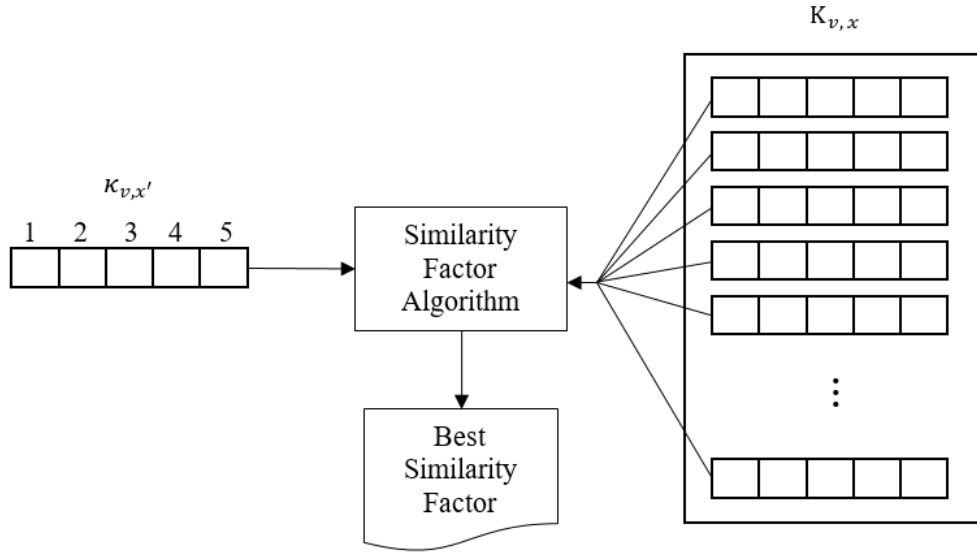 K_{v,x}
κ_{v,x′}
1 2 3 4 5
Similarity
Factor
Algorithm
⋮
Best
Similarity
Factor